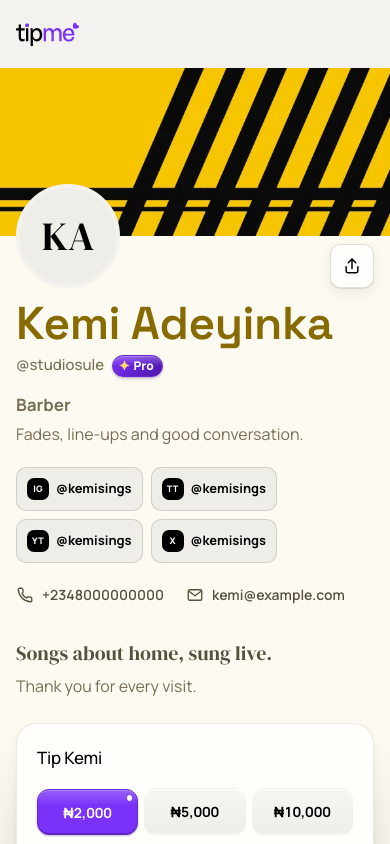 tipme
KA
Kemi Adeyinka
@studiosule Pro
Barber
Fades, line-ups and good conversation.
IG @kemisings TT @kemisings
YT @kemisings X @kemisings
+2348000000000 kemi@example.com
Songs about home, sung live.
Thank you for every visit.
Tip Kemi
₦2,000 ₦5,000 ₦10,000